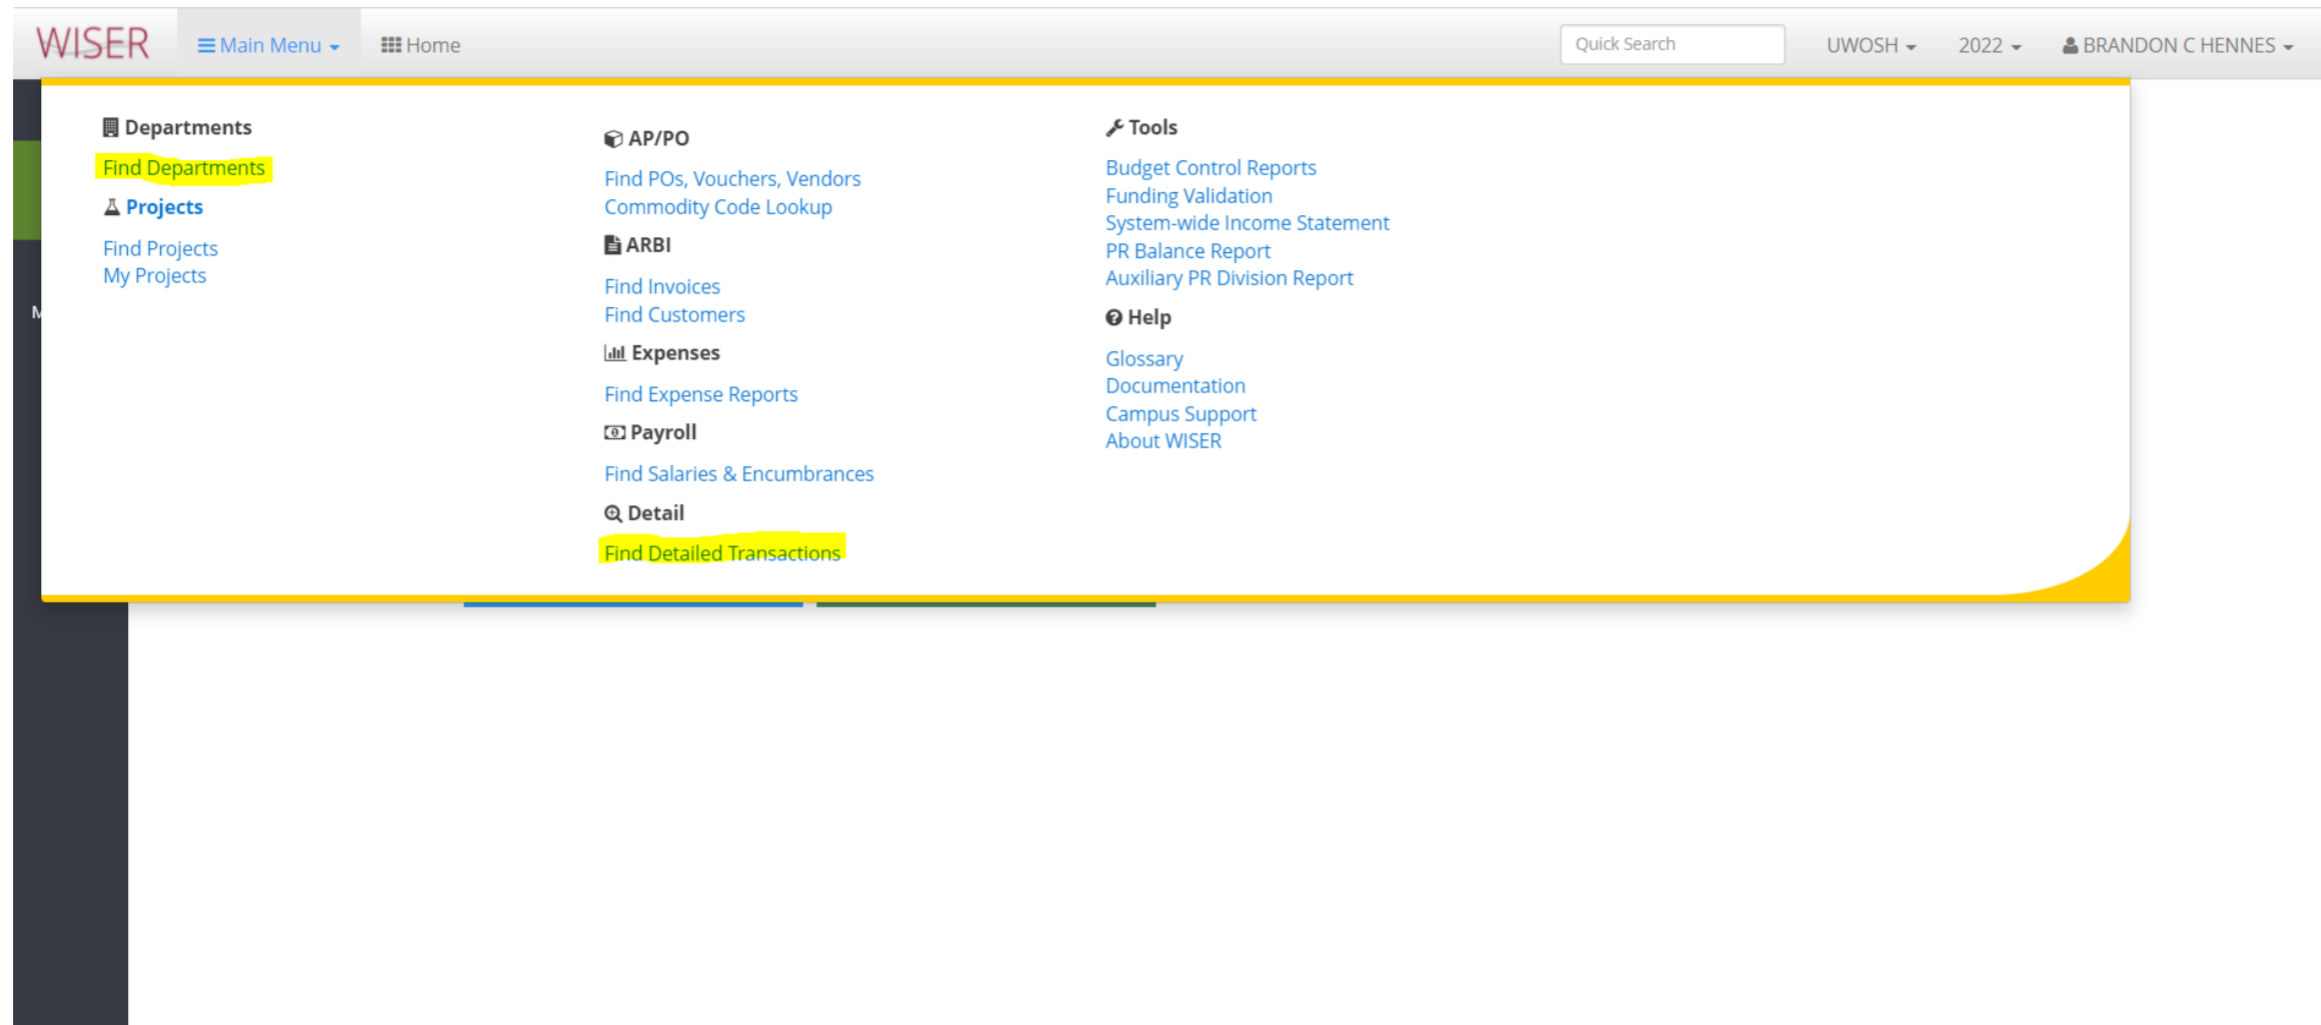 WISER Main Menu Home Quick Search UWOSH 2022 BRANDON C HENNES
Departments
Find Departments
Projects
Find Projects
My Projects
M
AP/PO
Find POs, Vouchers, Vendors
Commodity Code Lookup
ARBI
Find Invoices
Find Customers
Expenses
Find Expense Reports
Payroll
Find Salaries & Encumbrances
Detail
Find Detailed Transactions
Tools
Budget Control Reports
Funding Validation
System-wide Income Statement
PR Balance Report
Auxiliary PR Division Report
Help
Glossary
Documentation
Campus Support
About WISER